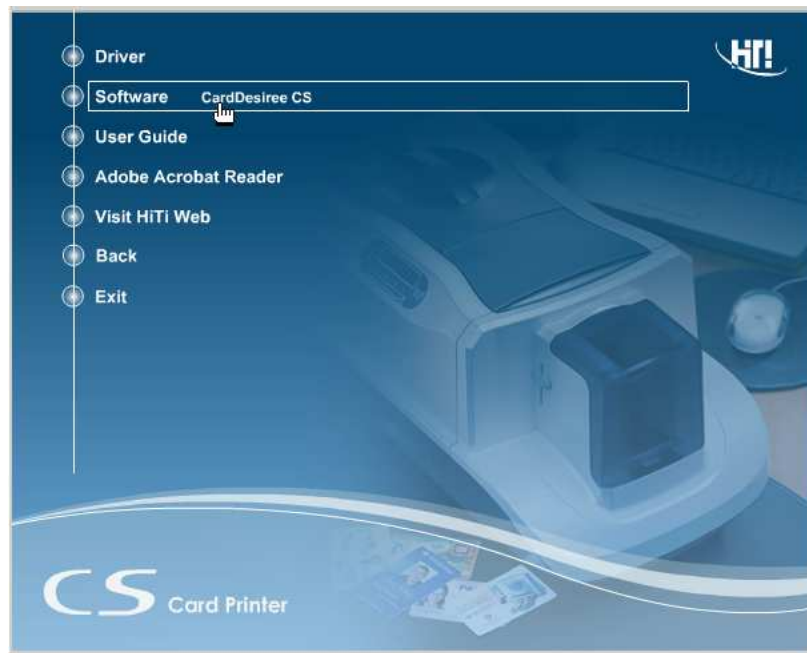 Driver
HiTi
Software CardDesiree CS
User Guide
Adobe Acrobat Reader
Visit HiTi Web
Back
Exit
CS Card Printer